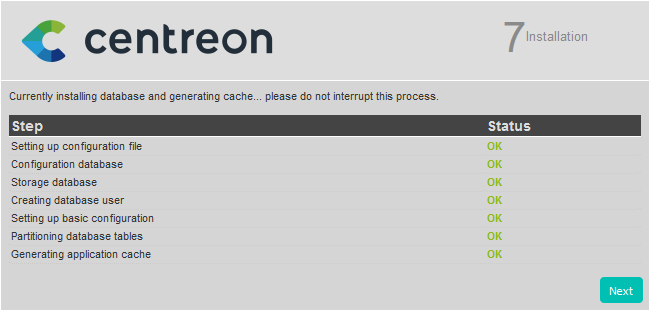 centreon
7 Installation
Currently installing database and generating cache... please do not interrupt this process.
Step Status
Setting up configuration file OK
Configuration database OK
Storage database OK
Creating database user OK
Setting up basic configuration OK
Partitioning database tables OK
Generating application cache OK
Next